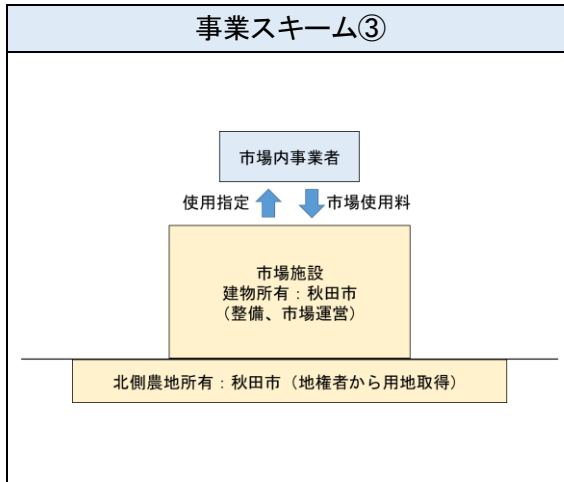 事業スキーム③
市場内事業者
使用指定
市場使用料
市場施設
建物所有：秋田市
（整備、市場運営）
北側農地所有：秋田市（地権者から用地取得）